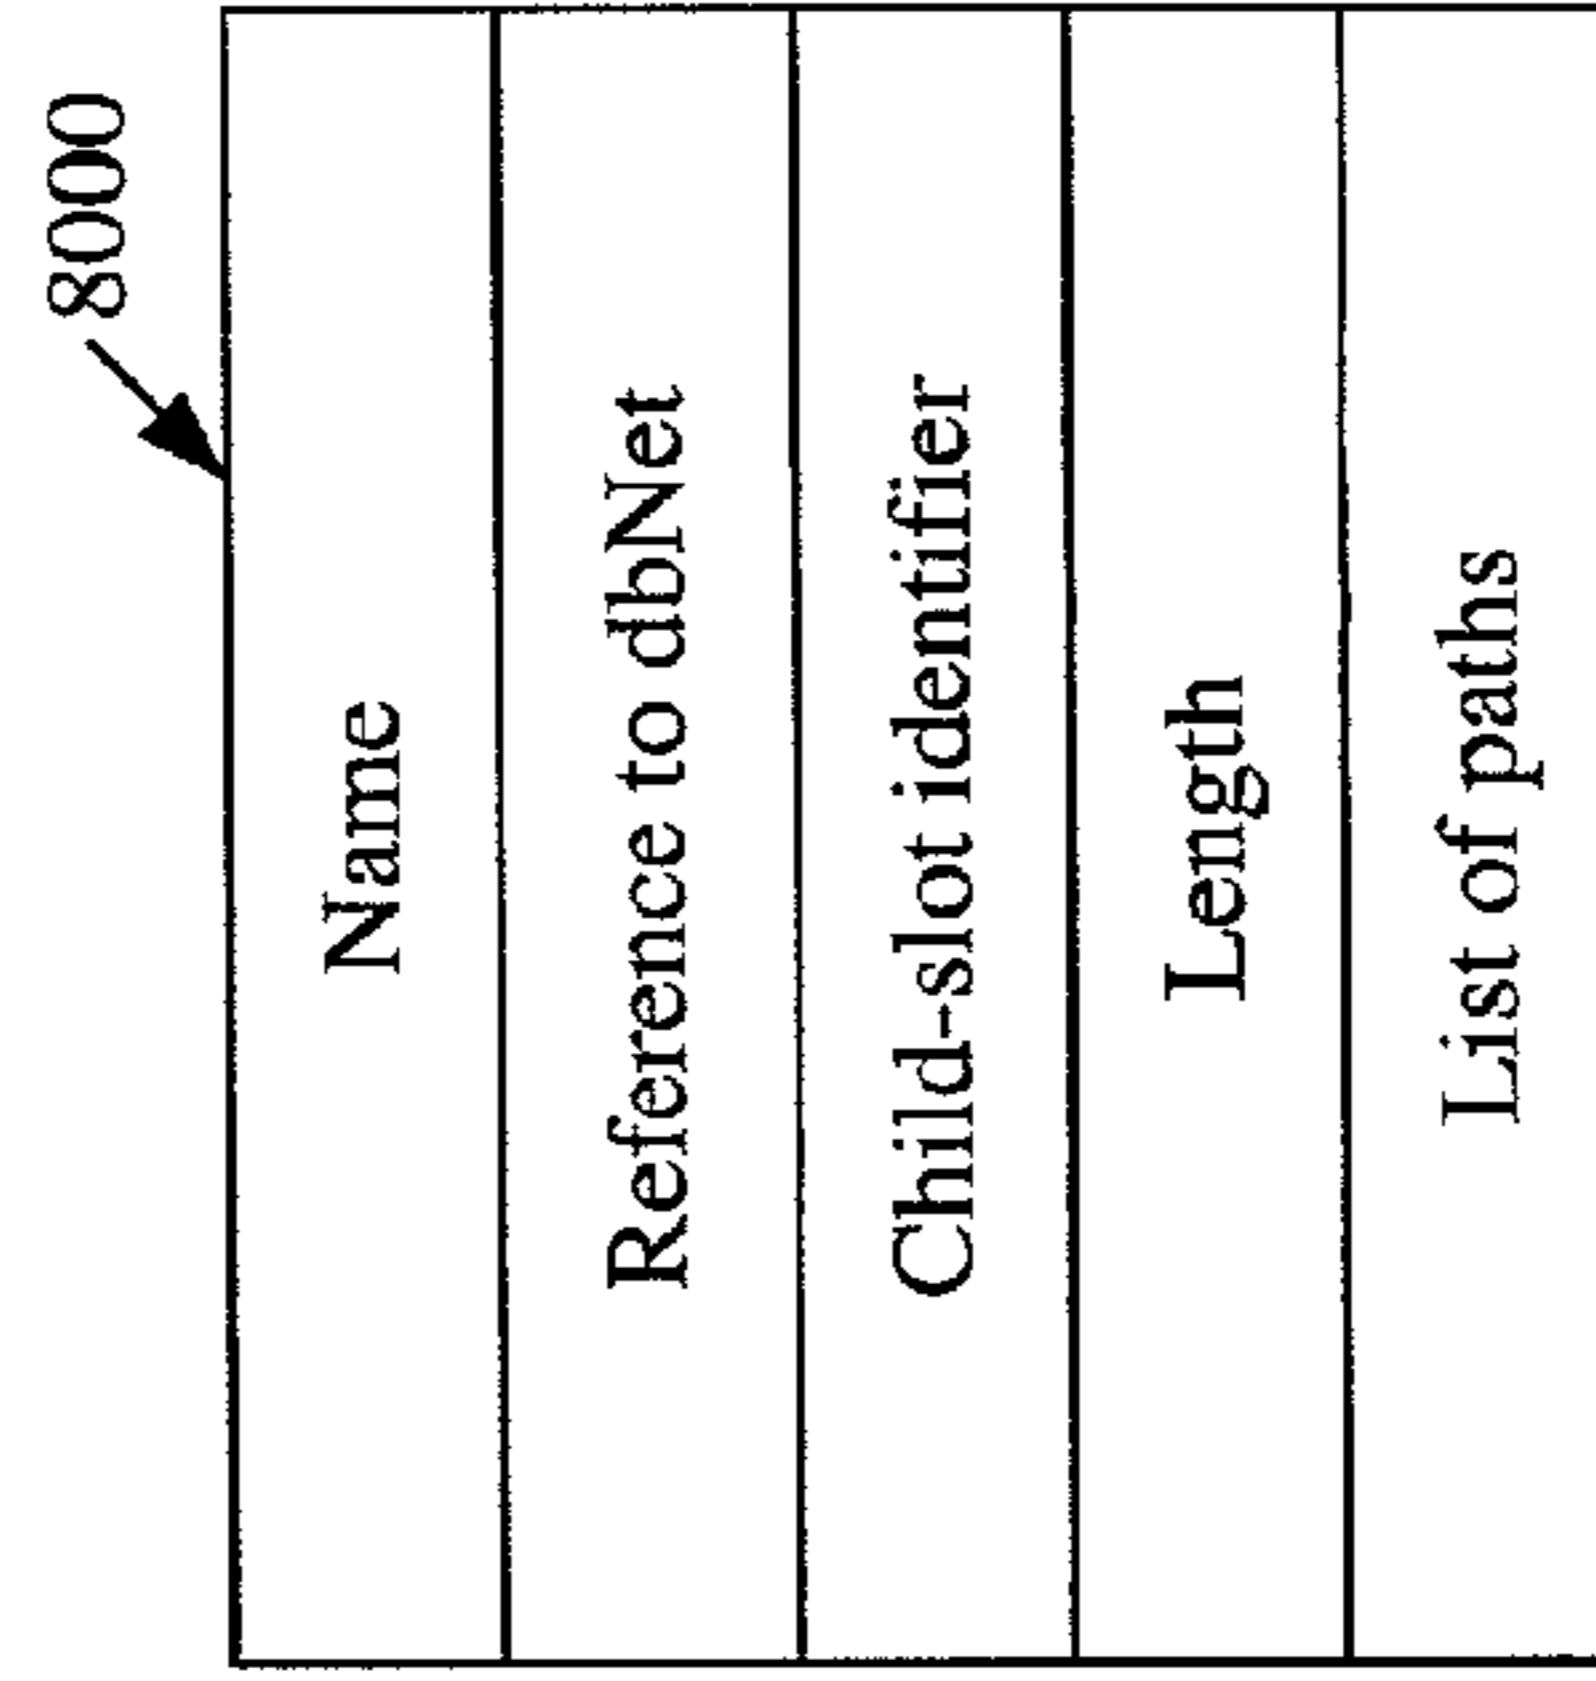 8000
Name
Reference to dbNet
Child-slot identifier
Length
List of paths